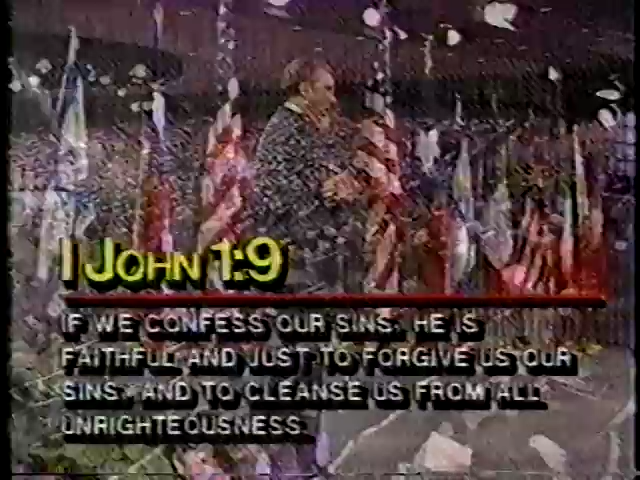 I JOHN 1:9
IF WE CONFESS OUR SINS, HE IS
FAITHFUL AND JUST TO FORGIVE US OUR
SINS, AND TO CLEANSE US FROM ALL
UNRIGHTEOUSNESS.